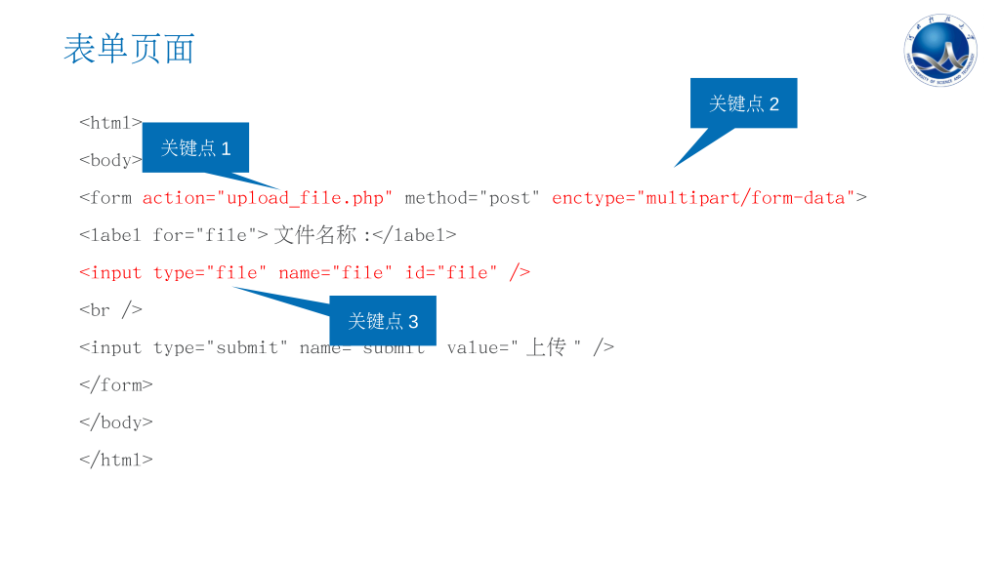 表单页面
关键点 2
<html>
关键点 1
<body>
<form action="upload_file.php" method="post" enctype="multipart/form-data">
<label for="file">文件名称:</label>
<input type="file" name="file" id="file" />
<br />
关键点 3
<input type="submit" name="submit" value="上传" />
</form>
</body>
</html>